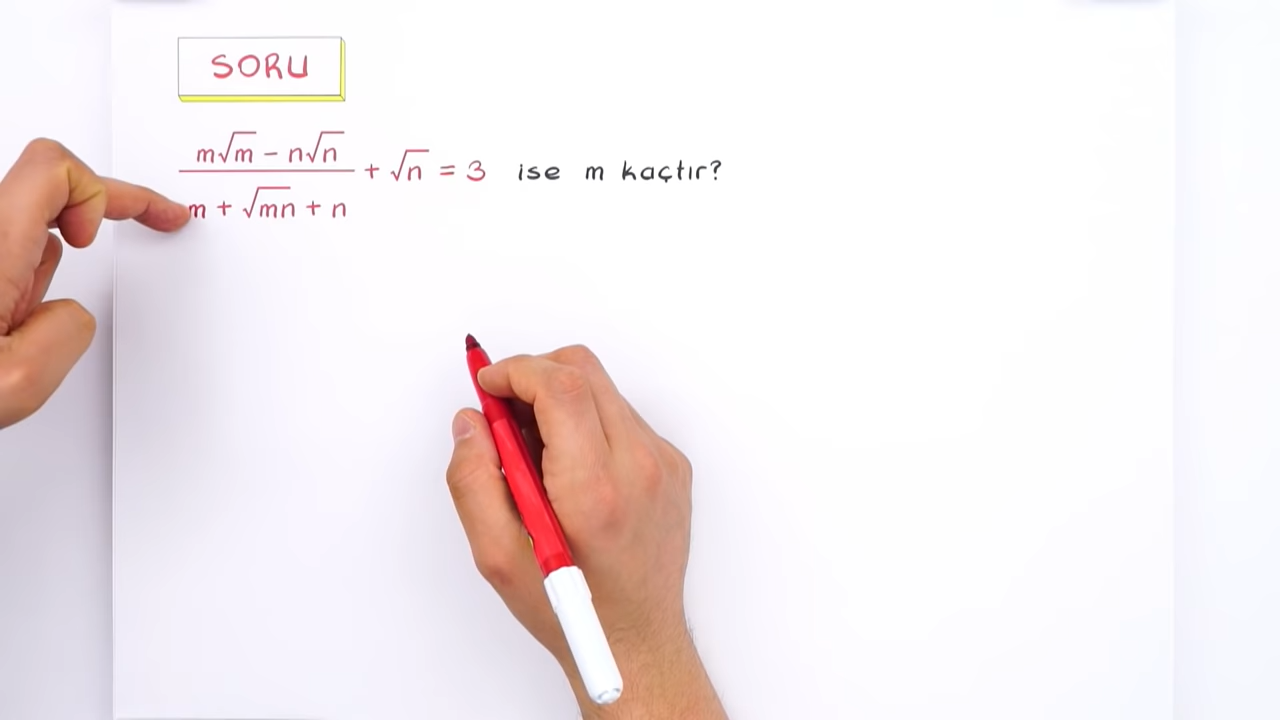 SORU
m√m − n√n / m + √mn + n + √n = 3 ise m kaçtır?